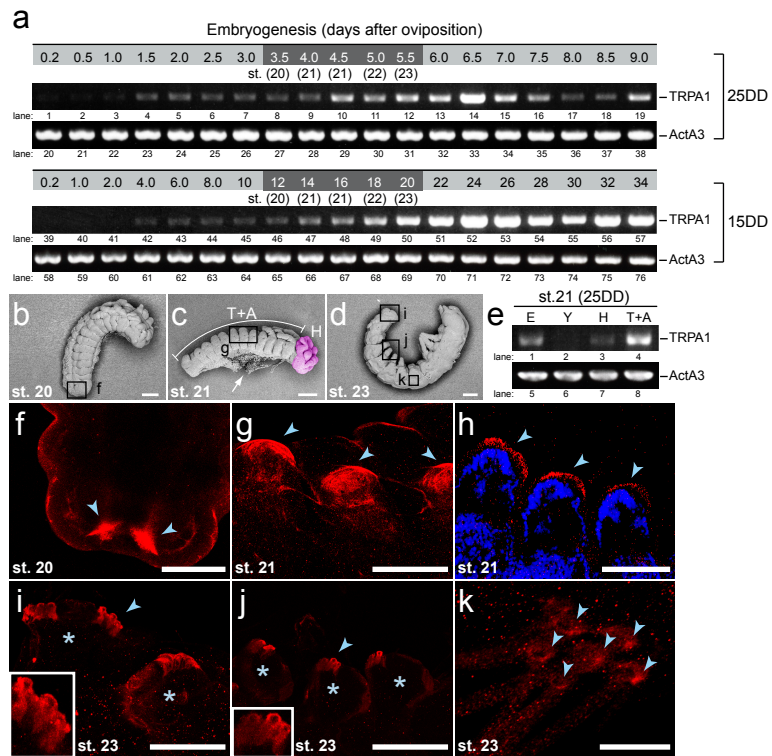 a
Embryogenesis (days after oviposition)
0.2 0.5 1.0 1.5 2.0 2.5 3.0 3.5 4.0 4.5 5.0 5.5 6.0 6.5 7.0 7.5 8.0 8.5 9.0
st. (20) (21) (21) (22) (23)
TRPA1
lane: 1 2 3 4 5 6 7 8 9 10 11 12 13 14 15 16 17 18 19
25DD
ActA3
lane: 20 21 22 23 24 25 26 27 28 29 30 31 32 33 34 35 36 37 38
0.2 1.0 2.0 4.0 6.0 8.0 10 12 14 16 18 20 22 24 26 28 30 32 34
st. (20) (21) (21) (22) (23)
TRPA1
lane: 39 40 41 42 43 44 45 46 47 48 49 50 51 52 53 54 55 56 57
15DD
ActA3
lane: 58 59 60 61 62 63 64 65 66 67 68 69 70 71 72 73 74 75 76
b
f
st. 20
c
T+A
H
g
st. 21
d
i
j
k
st. 23
e
st.21 (25DD)
E Y H T+A
TRPA1
lane: 1 2 3 4
ActA3
lane: 5 6 7 8
f
st. 20
g
st. 21
h
st. 21
i
* *
st. 23
j
* * *
st. 23
k
st. 23